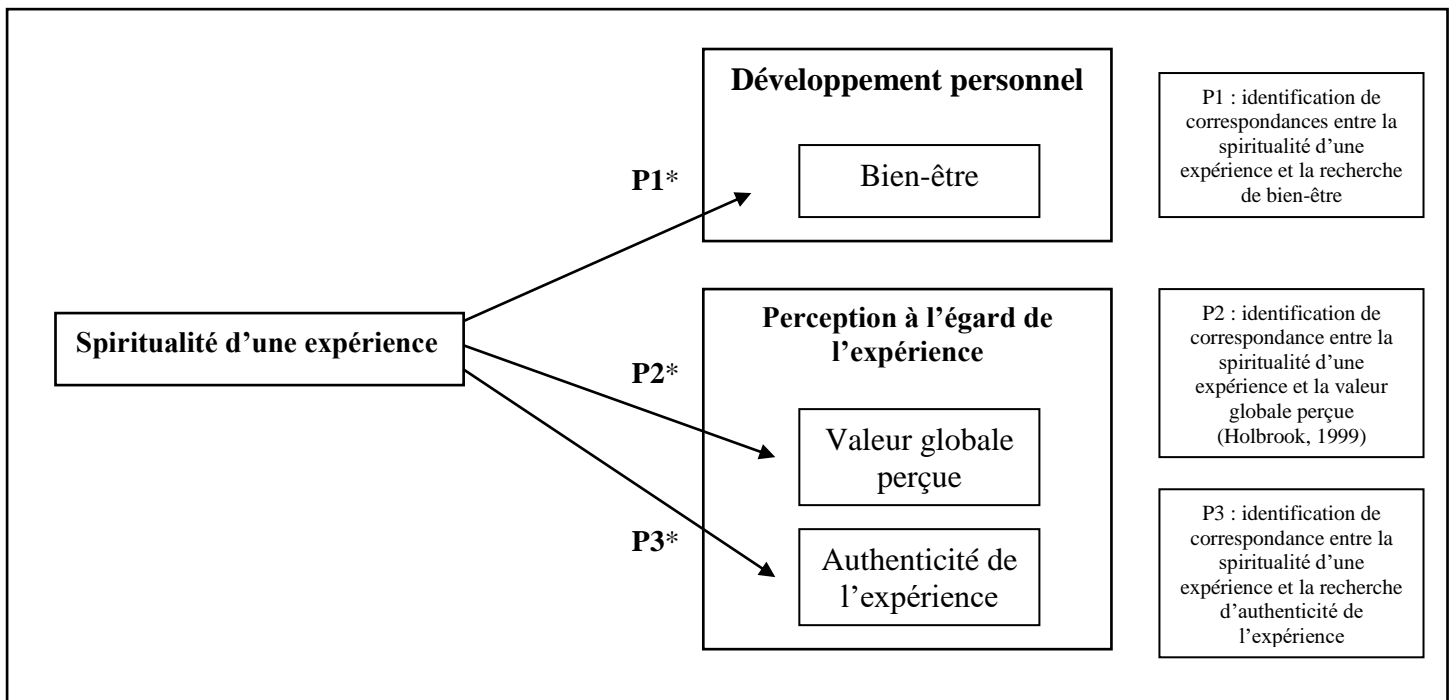 Développement personnel
Bien-être
P1*
P1 : identification de
correspondances entre la
spiritualité d’une
expérience et la recherche
de bien-être
Spiritualité d’une expérience
Perception à l’égard de
l’expérience
P2*
Valeur globale
perçue
P3*
Authenticité de
l’expérience
P2 : identification de
correspondance entre la
spiritualité d’une
expérience et la valeur
globale perçue
(Holbrook, 1999)
P3 : identification de
correspondance entre la
spiritualité d’une
expérience et la recherche
d’authenticité de
l’expérience